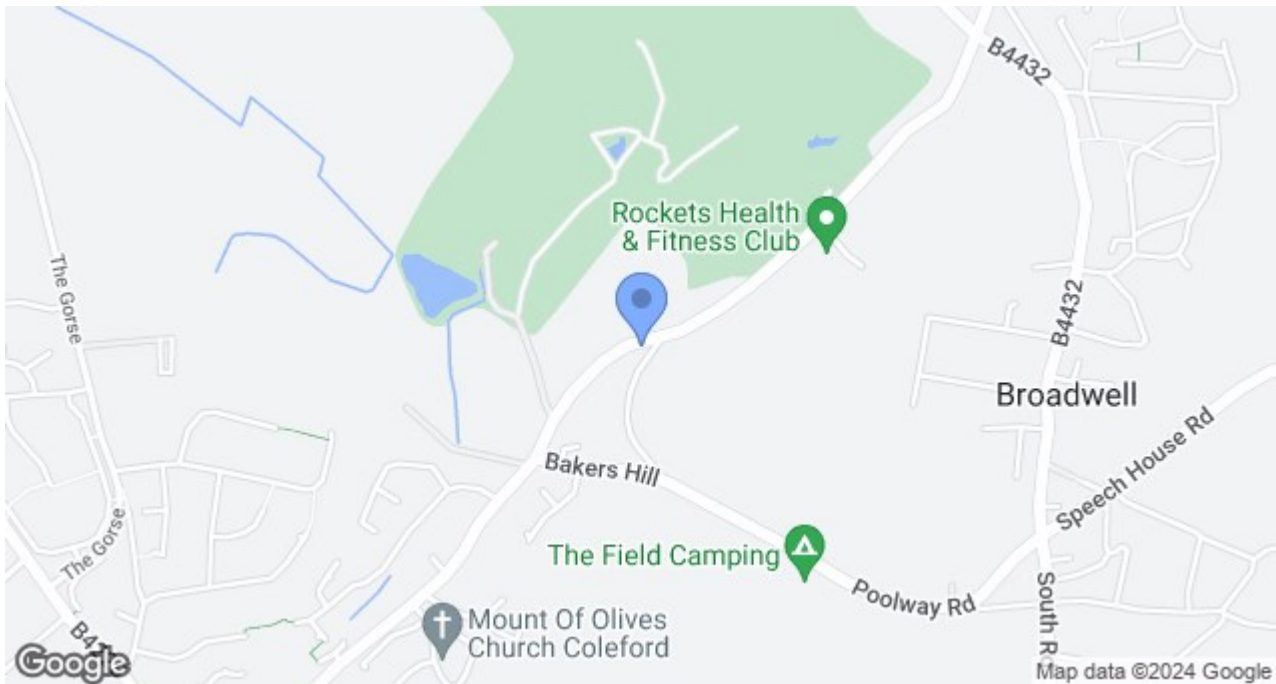 B4432
Rockets Health
& Fitness Club
The Gorse
B4432
Broadwell
Speech House Rd
Bakers Hill
The Gorse
The Field Camping
Poolway Rd
South Rd
Mount Of Olives
Church Coleford
Google
Map data ©2024 Google